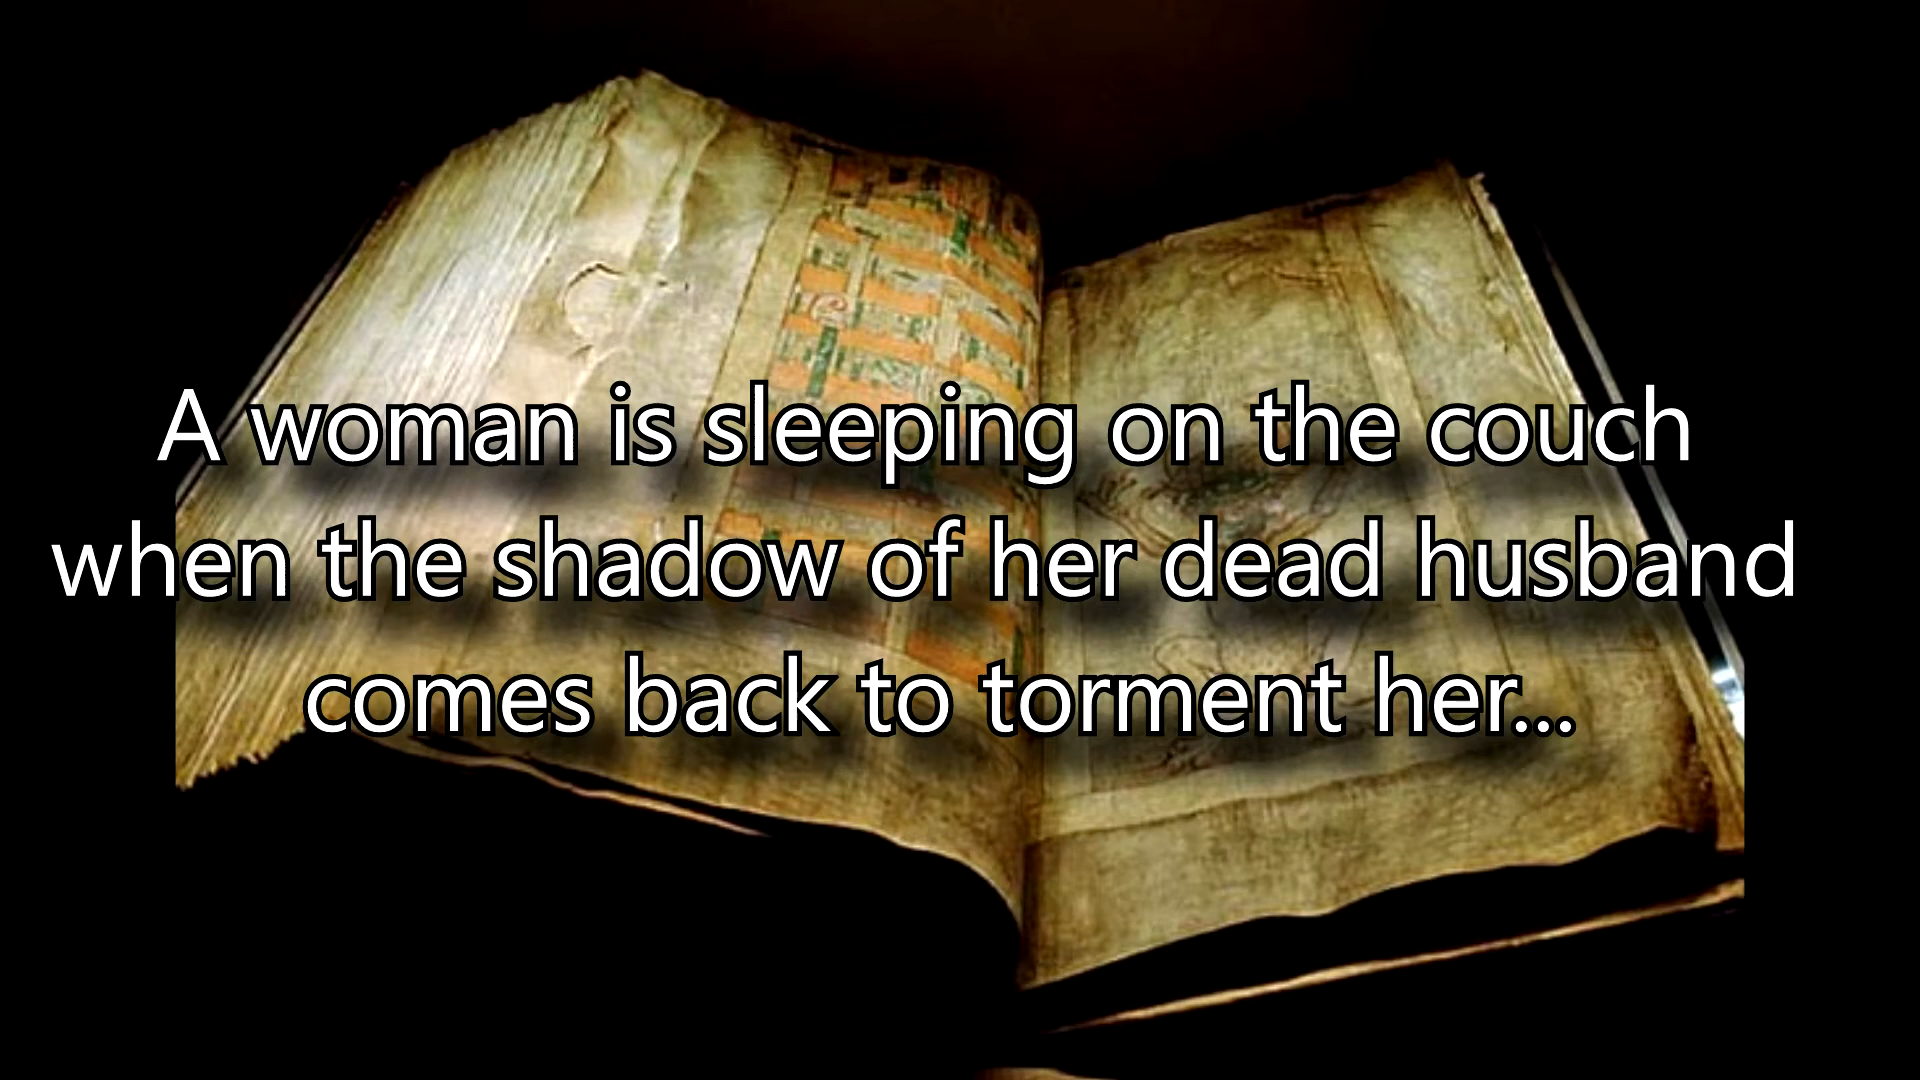 A woman is sleeping on the couch
when the shadow of her dead husband
comes back to torment her...